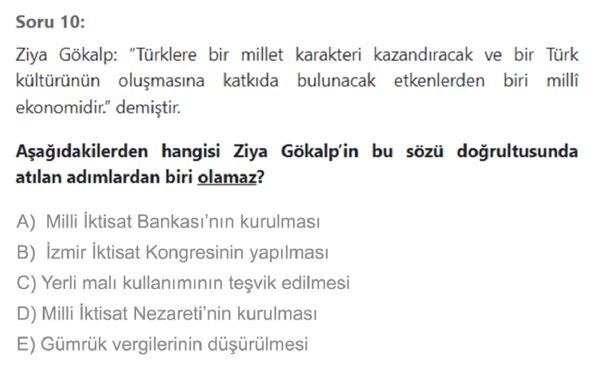 Soru 10:
Ziya Gökalp: “Türklere bir millet karakteri kazandıracak ve bir Türk
kültürünün oluşmasına katkıda bulunacak etkenlerden biri millî
ekonomidir.” demiştir.
Aşağıdakilerden hangisi Ziya Gökalp’in bu sözü doğrultusunda
atılan adımlardan biri olamaz?
A) Milli İktisat Bankası’nın kurulması
B) İzmir İktisat Kongresinin yapılması
C) Yerli malı kullanımının teşvik edilmesi
D) Milli İktisat Nezareti’nin kurulması
E) Gümrük vergilerinin düşürülmesi